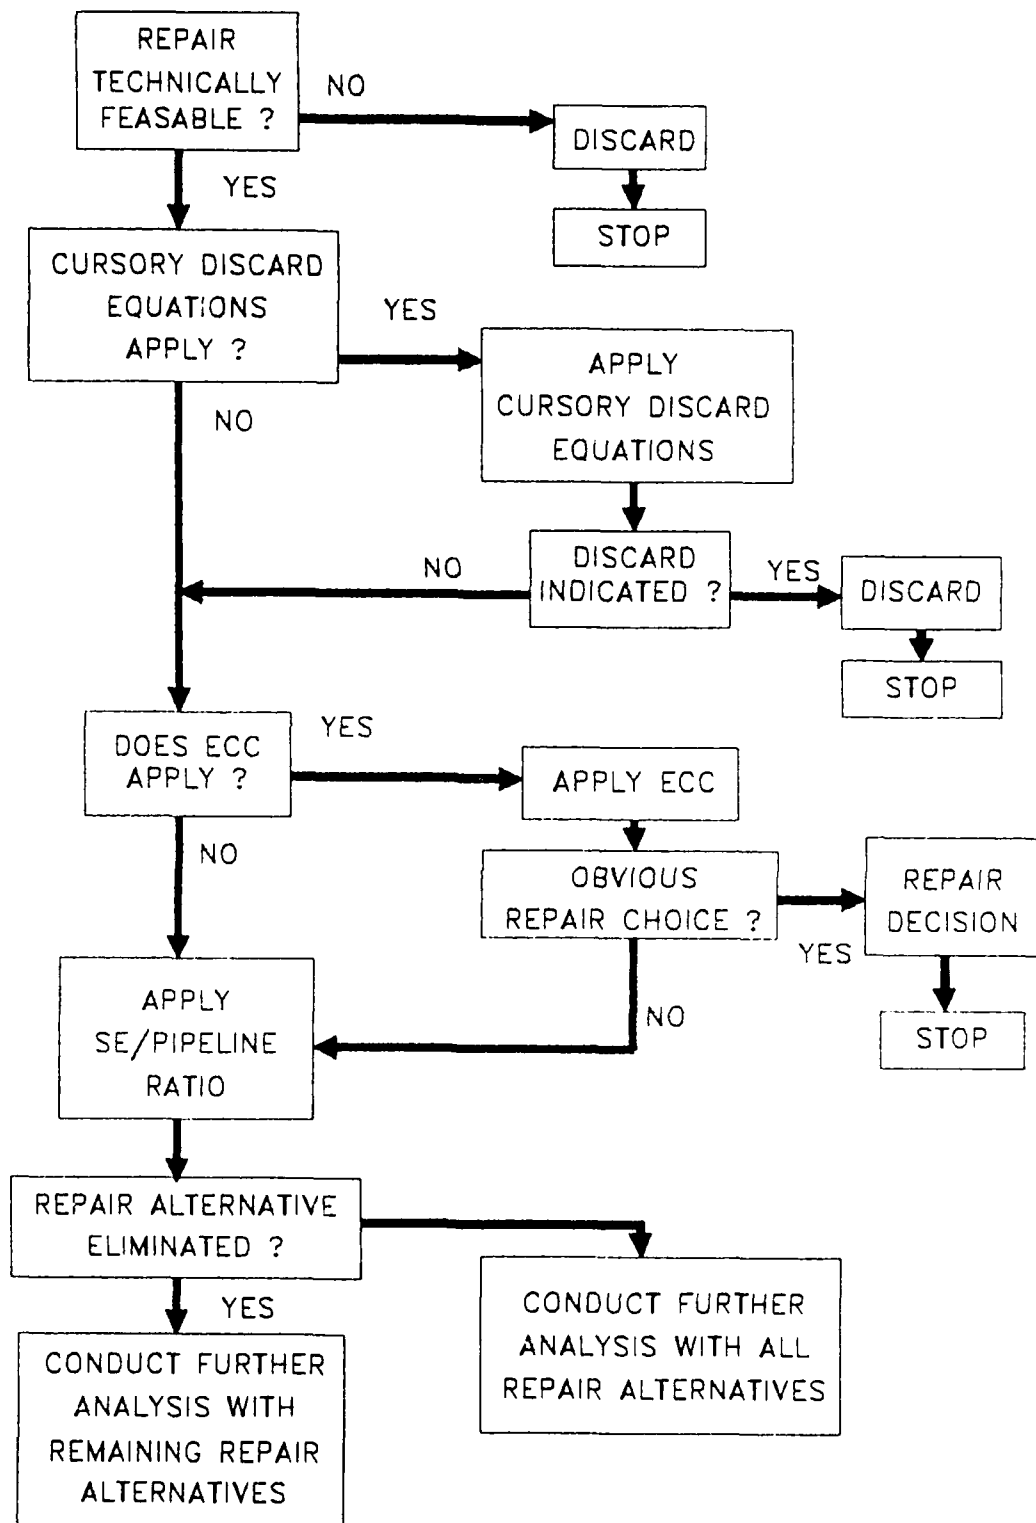 REPAIR
TECHNICALLY
FEASABLE ?
NO
DISCARD
STOP
YES
CURSORY DISCARD
EQUATIONS
APPLY ?
YES
APPLY
CURSORY DISCARD
EQUATIONS
NO
DISCARD
INDICATED ?
NO
YES
DISCARD
STOP
DOES ECC
APPLY ?
YES
APPLY ECC
NO
OBVIOUS
REPAIR CHOICE ?
YES
REPAIR
DECISION
STOP
NO
APPLY
SE/PIPELINE
RATIO
REPAIR ALTERNATIVE
ELIMINATED ?
YES
CONDUCT FURTHER
ANALYSIS WITH ALL
REPAIR ALTERNATIVES
CONDUCT FURTHER
ANALYSIS WITH
REMAINING REPAIR
ALTERNATIVES